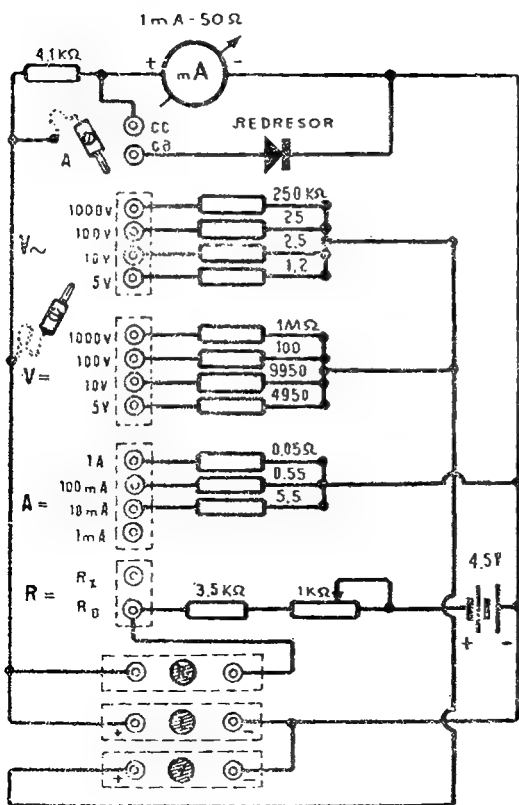 1mA-50Ω
4,1KΩ
+ mA -
CC
REDRESOR
A
CA
250 KΩ
1000V
25
100V
V~
2,5
10V
1,2
5V
1MΩ
1000V
100
100V
V=
9950
10V
4950
5V
0,05Ω
1A
0,55
100mA
A=
5,5
10mA
1mA
4,5V
Rx
R=
3,5KΩ
1KΩ
+ -
+ -
+ -